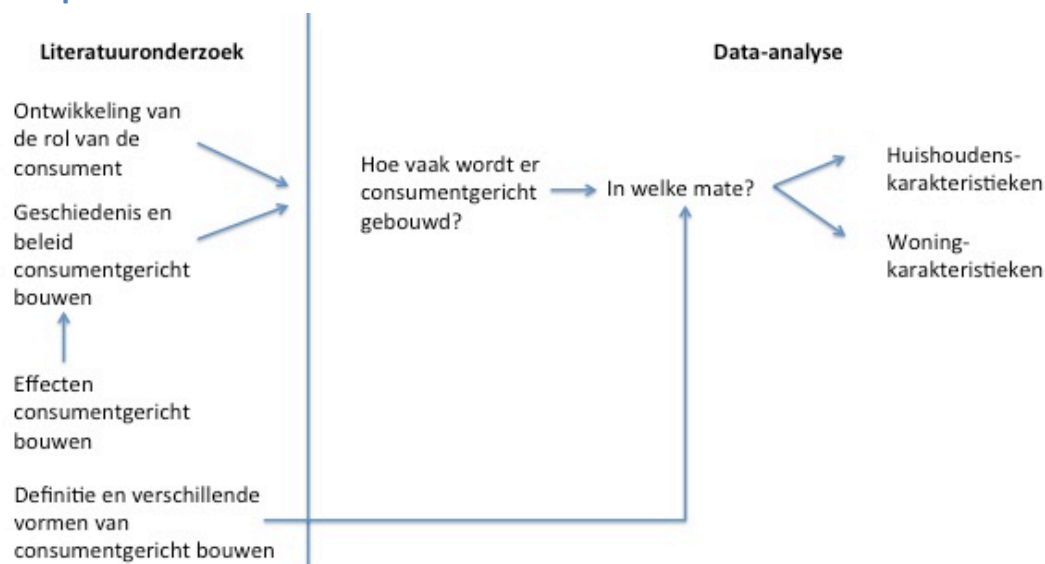 Literatuuronderzoek
Ontwikkeling van
de rol van de
consument
Geschiedenis en
beleid
consumentgericht
bouwen
Effecten
consumentgericht
bouwen
Definitie en verschillende
vormen van
consumentgericht bouwen
Data-analyse
Hoe vaak wordt er
consumentgericht
gebouwd?
In welke mate?
Huishoudens-
karakteristieken
Woning-
karakteristieken